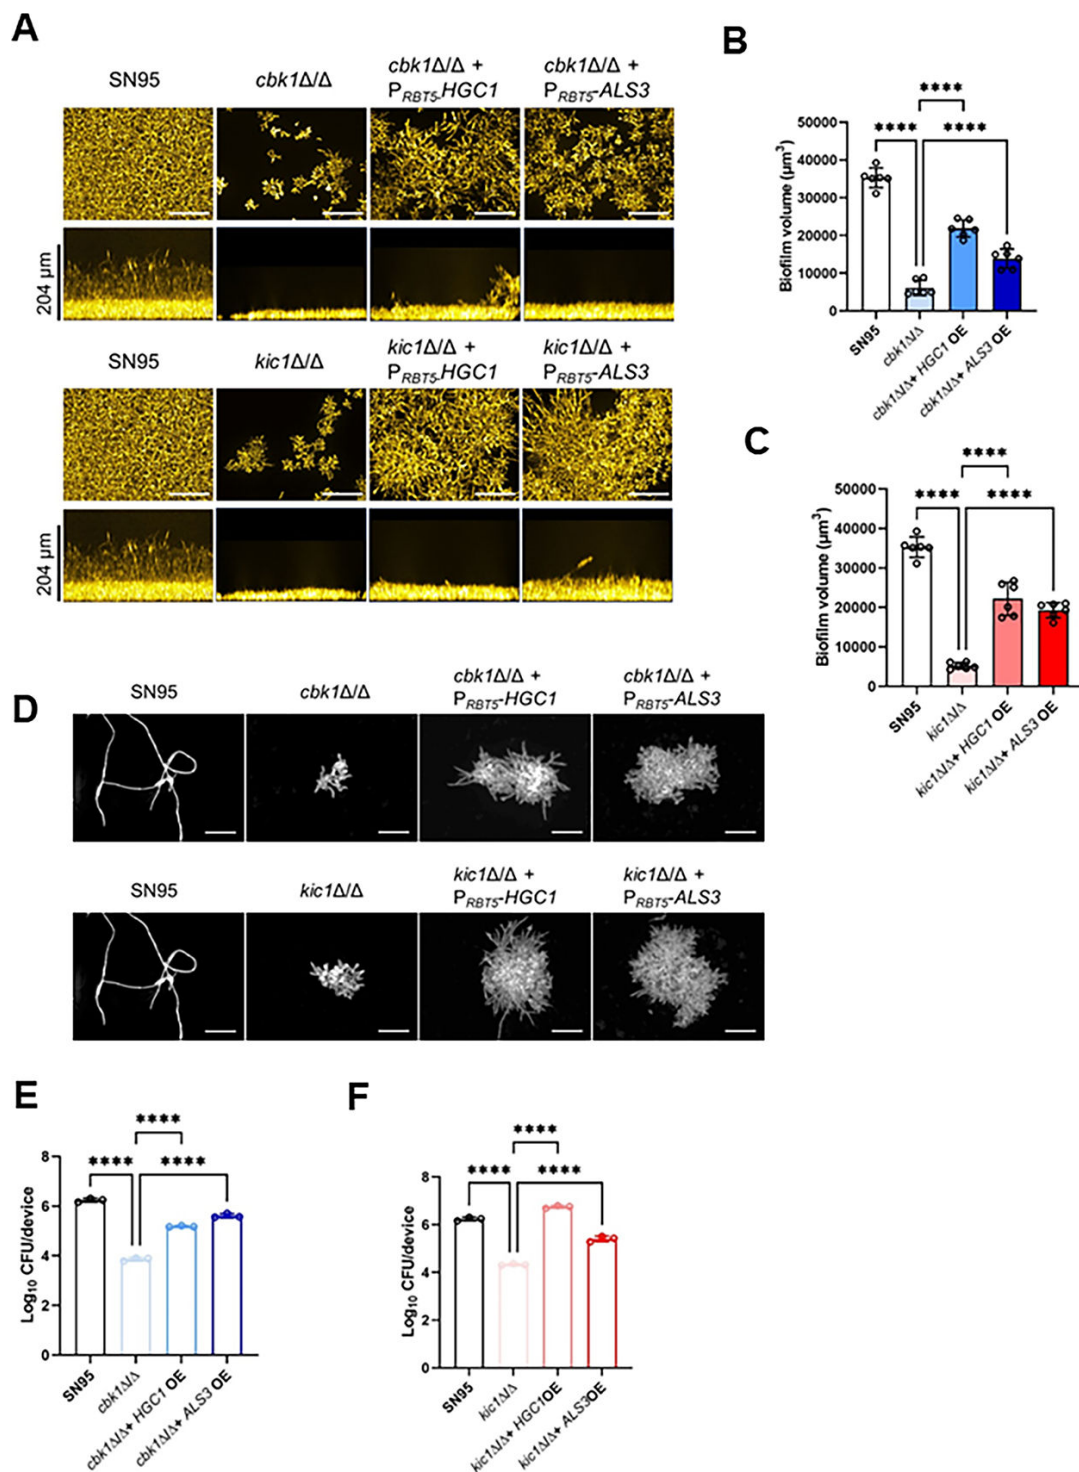 A
SN95
cbk1Δ/Δ
cbk1Δ/Δ +
PRBT5-HGC1
cbk1Δ/Δ +
PRBT5-ALS3
204 µm
SN95
kic1Δ/Δ
kic1Δ/Δ +
PRBT5-HGC1
kic1Δ/Δ +
PRBT5-ALS3
204 µm
B
****
****
****
Biofilm volume (µm³)
50000
40000
30000
20000
10000
0
SN95
cbk1Δ/Δ
cbk1Δ/Δ+ HGC1 OE
cbk1Δ/Δ+ ALS3 OE
C
****
****
****
Biofilm volume (µm³)
50000
40000
30000
20000
10000
0
SN95
kic1Δ/Δ
kic1Δ/Δ+ HGC1 OE
kic1Δ/Δ+ ALS3 OE
D
SN95
cbk1Δ/Δ
cbk1Δ/Δ +
PRBT5-HGC1
cbk1Δ/Δ +
PRBT5-ALS3
SN95
kic1Δ/Δ
kic1Δ/Δ +
PRBT5-HGC1
kic1Δ/Δ +
PRBT5-ALS3
E
****
****
****
Log10 CFU/device
8
6
4
2
0
SN95
cbk1Δ/Δ
cbk1Δ/Δ+ HGC1 OE
cbk1Δ/Δ+ ALS3 OE
F
****
****
****
Log10 CFU/device
8
6
4
2
0
SN95
kic1Δ/Δ
kic1Δ/Δ+ HGC1OE
kic1Δ/Δ+ ALS3OE